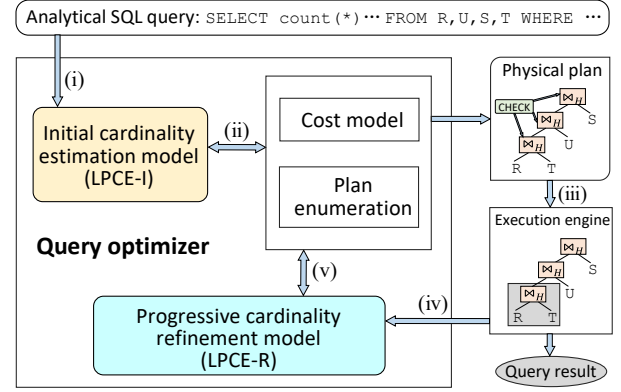 Analytical SQL query: SELECT count(*)⋯ FROM R,U,S,T WHERE ⋯
(i)
Initial cardinality
estimation model
(LPCE-I)
(ii)
Cost model
Plan
enumeration
Query optimizer
(v)
Progressive cardinality
refinement model
(LPCE-R)
(iv)
Physical plan
CHECK
⋈H
S
⋈H
U
⋈H
R T
(iii)
Execution engine
⋈H
S
⋈H
U
⋈H
R T
Query result